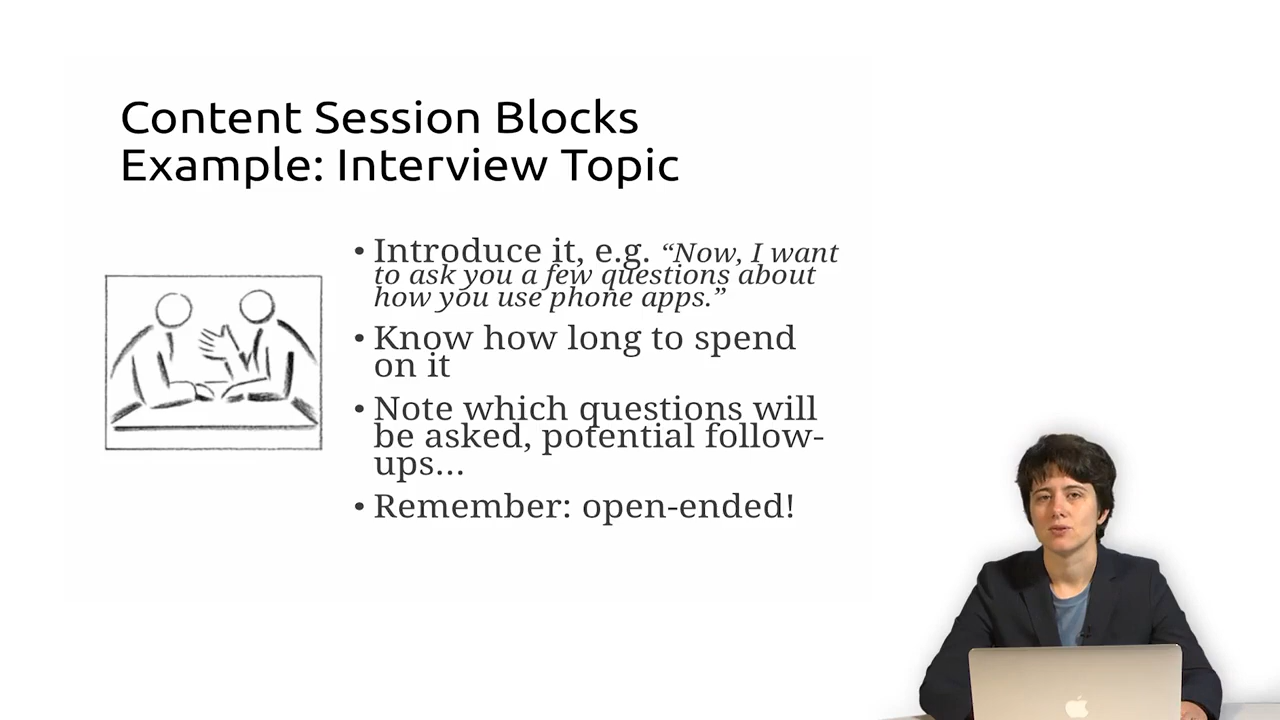 Content Session Blocks
Example: Interview Topic
• Introduce it, e.g. “Now, I want
to ask you a few questions about
how you use phone apps.”
• Know how long to spend
on it
• Note which questions will
be asked, potential follow-
ups…
• Remember: open-ended!